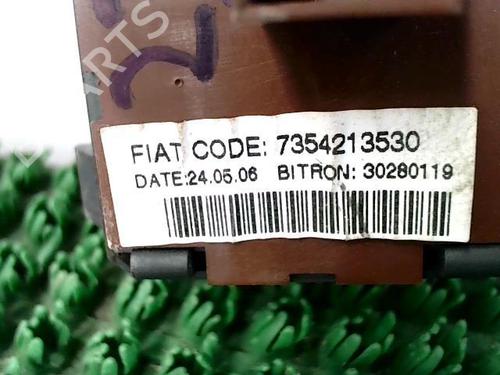 FIAT CODE: 7354213530
DATE:24.05.06 BITRON: 30280119